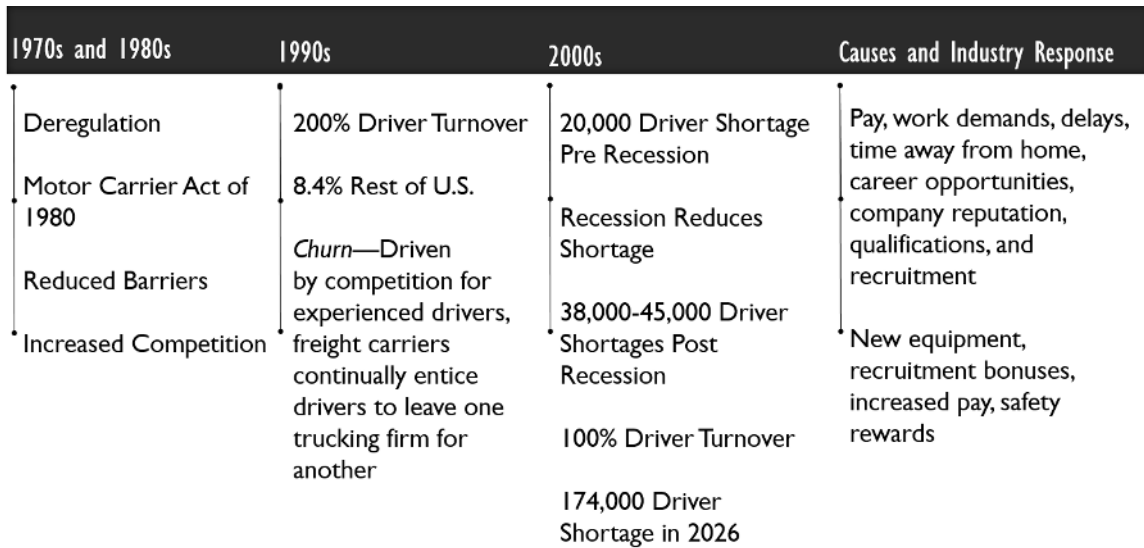 1970s and 1980s
Deregulation
Motor Carrier Act of
1980
Reduced Barriers
Increased Competition
1990s
200% Driver Turnover
8.4% Rest of U.S.
Churn—Driven
by competition for
experienced drivers,
freight carriers
continually entice
drivers to leave one
trucking firm for
another
2000s
20,000 Driver Shortage
Pre Recession
Recession Reduces
Shortage
38,000-45,000 Driver
Shortages Post
Recession
100% Driver Turnover
174,000 Driver
Shortage in 2026
Causes and Industry Response
Pay, work demands, delays,
time away from home,
career opportunities,
company reputation,
qualifications, and
recruitment
New equipment,
recruitment bonuses,
increased pay, safety
rewards